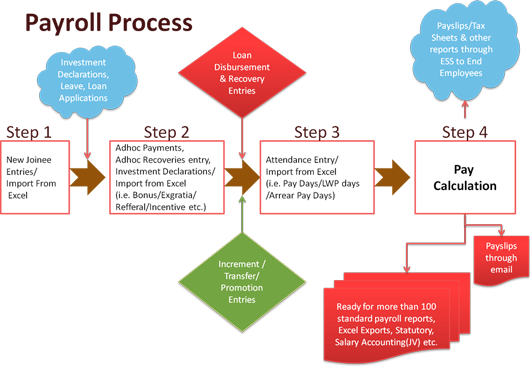 Payroll Process
Investment
Declarations,
Leave, Loan
Applications
Loan
Disbursement
& Recovery
Entries
Payslips/Tax
Sheets & other
reports through
ESS to End
Employees
Step 1
New Joinee
Entries/
Import From
Excel
Step 2
Adhoc Payments,
Adhoc Recoveries entry,
Investment Declarations/
Import from Excel
(i.e. Bonus/Exgratia/
Refferal/Incentive etc.)
Step 3
Attendance Entry/
Import from Excel
(i.e. Pay Days/LWP days
/Arrear Pay Days)
Step 4
Pay
Calculation
Increment /
Transfer/
Promotion
Entries
Ready for more than 100
standard payroll reports,
Excel Exports, Statutory,
Salary Accounting(JV) etc.
Payslips
through
email